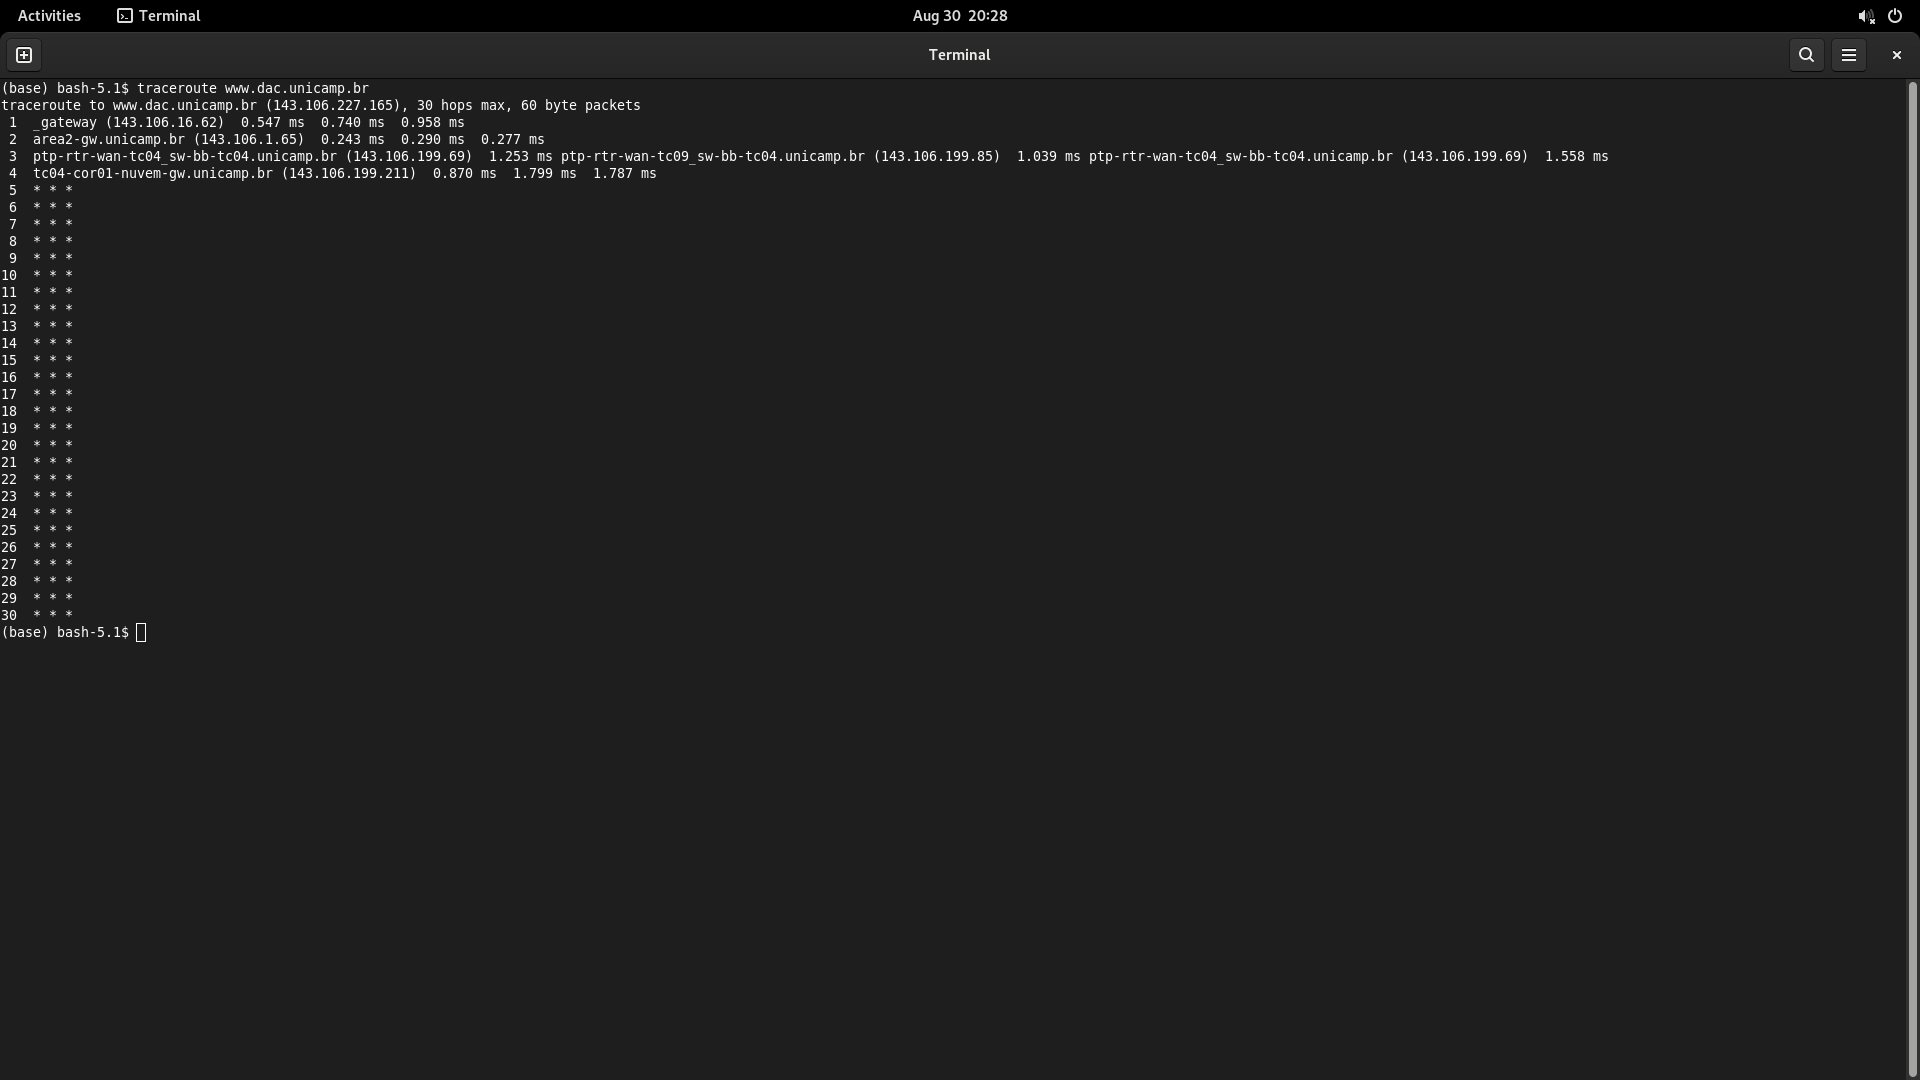 Activities Terminal Aug 30 20:28
Terminal
(base) bash-5.1$ traceroute www.dac.unicamp.br
traceroute to www.dac.unicamp.br (143.106.227.165), 30 hops max, 60 byte packets
 1  _gateway (143.106.16.62)  0.547 ms  0.740 ms  0.958 ms
 2  area2-gw.unicamp.br (143.106.1.65)  0.243 ms  0.290 ms  0.277 ms
 3  ptp-rtr-wan-tc04_sw-bb-tc04.unicamp.br (143.106.199.69)  1.253 ms ptp-rtr-wan-tc09_sw-bb-tc04.unicamp.br (143.106.199.85)  1.039 ms ptp-rtr-wan-tc04_sw-bb-tc04.unicamp.br (143.106.199.69)  1.558 ms
 4  tc04-cor01-nuvem-gw.unicamp.br (143.106.199.211)  0.870 ms  1.799 ms  1.787 ms
 5  * * *
 6  * * *
 7  * * *
 8  * * *
 9  * * *
10  * * *
11  * * *
12  * * *
13  * * *
14  * * *
15  * * *
16  * * *
17  * * *
18  * * *
19  * * *
20  * * *
21  * * *
22  * * *
23  * * *
24  * * *
25  * * *
26  * * *
27  * * *
28  * * *
29  * * *
30  * * *
(base) bash-5.1$